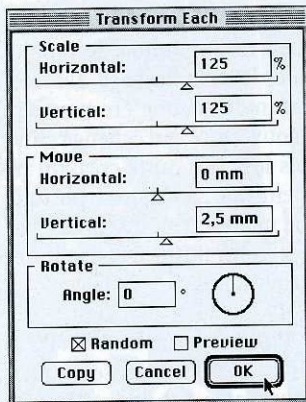 Transform Each
Scale
Horizontal: 125 %
Vertical: 125 %
Move
Horizontal: 0 mm
Vertical: 2,5 mm
Rotate
Angle: 0 °
Random Preview
Copy Cancel OK